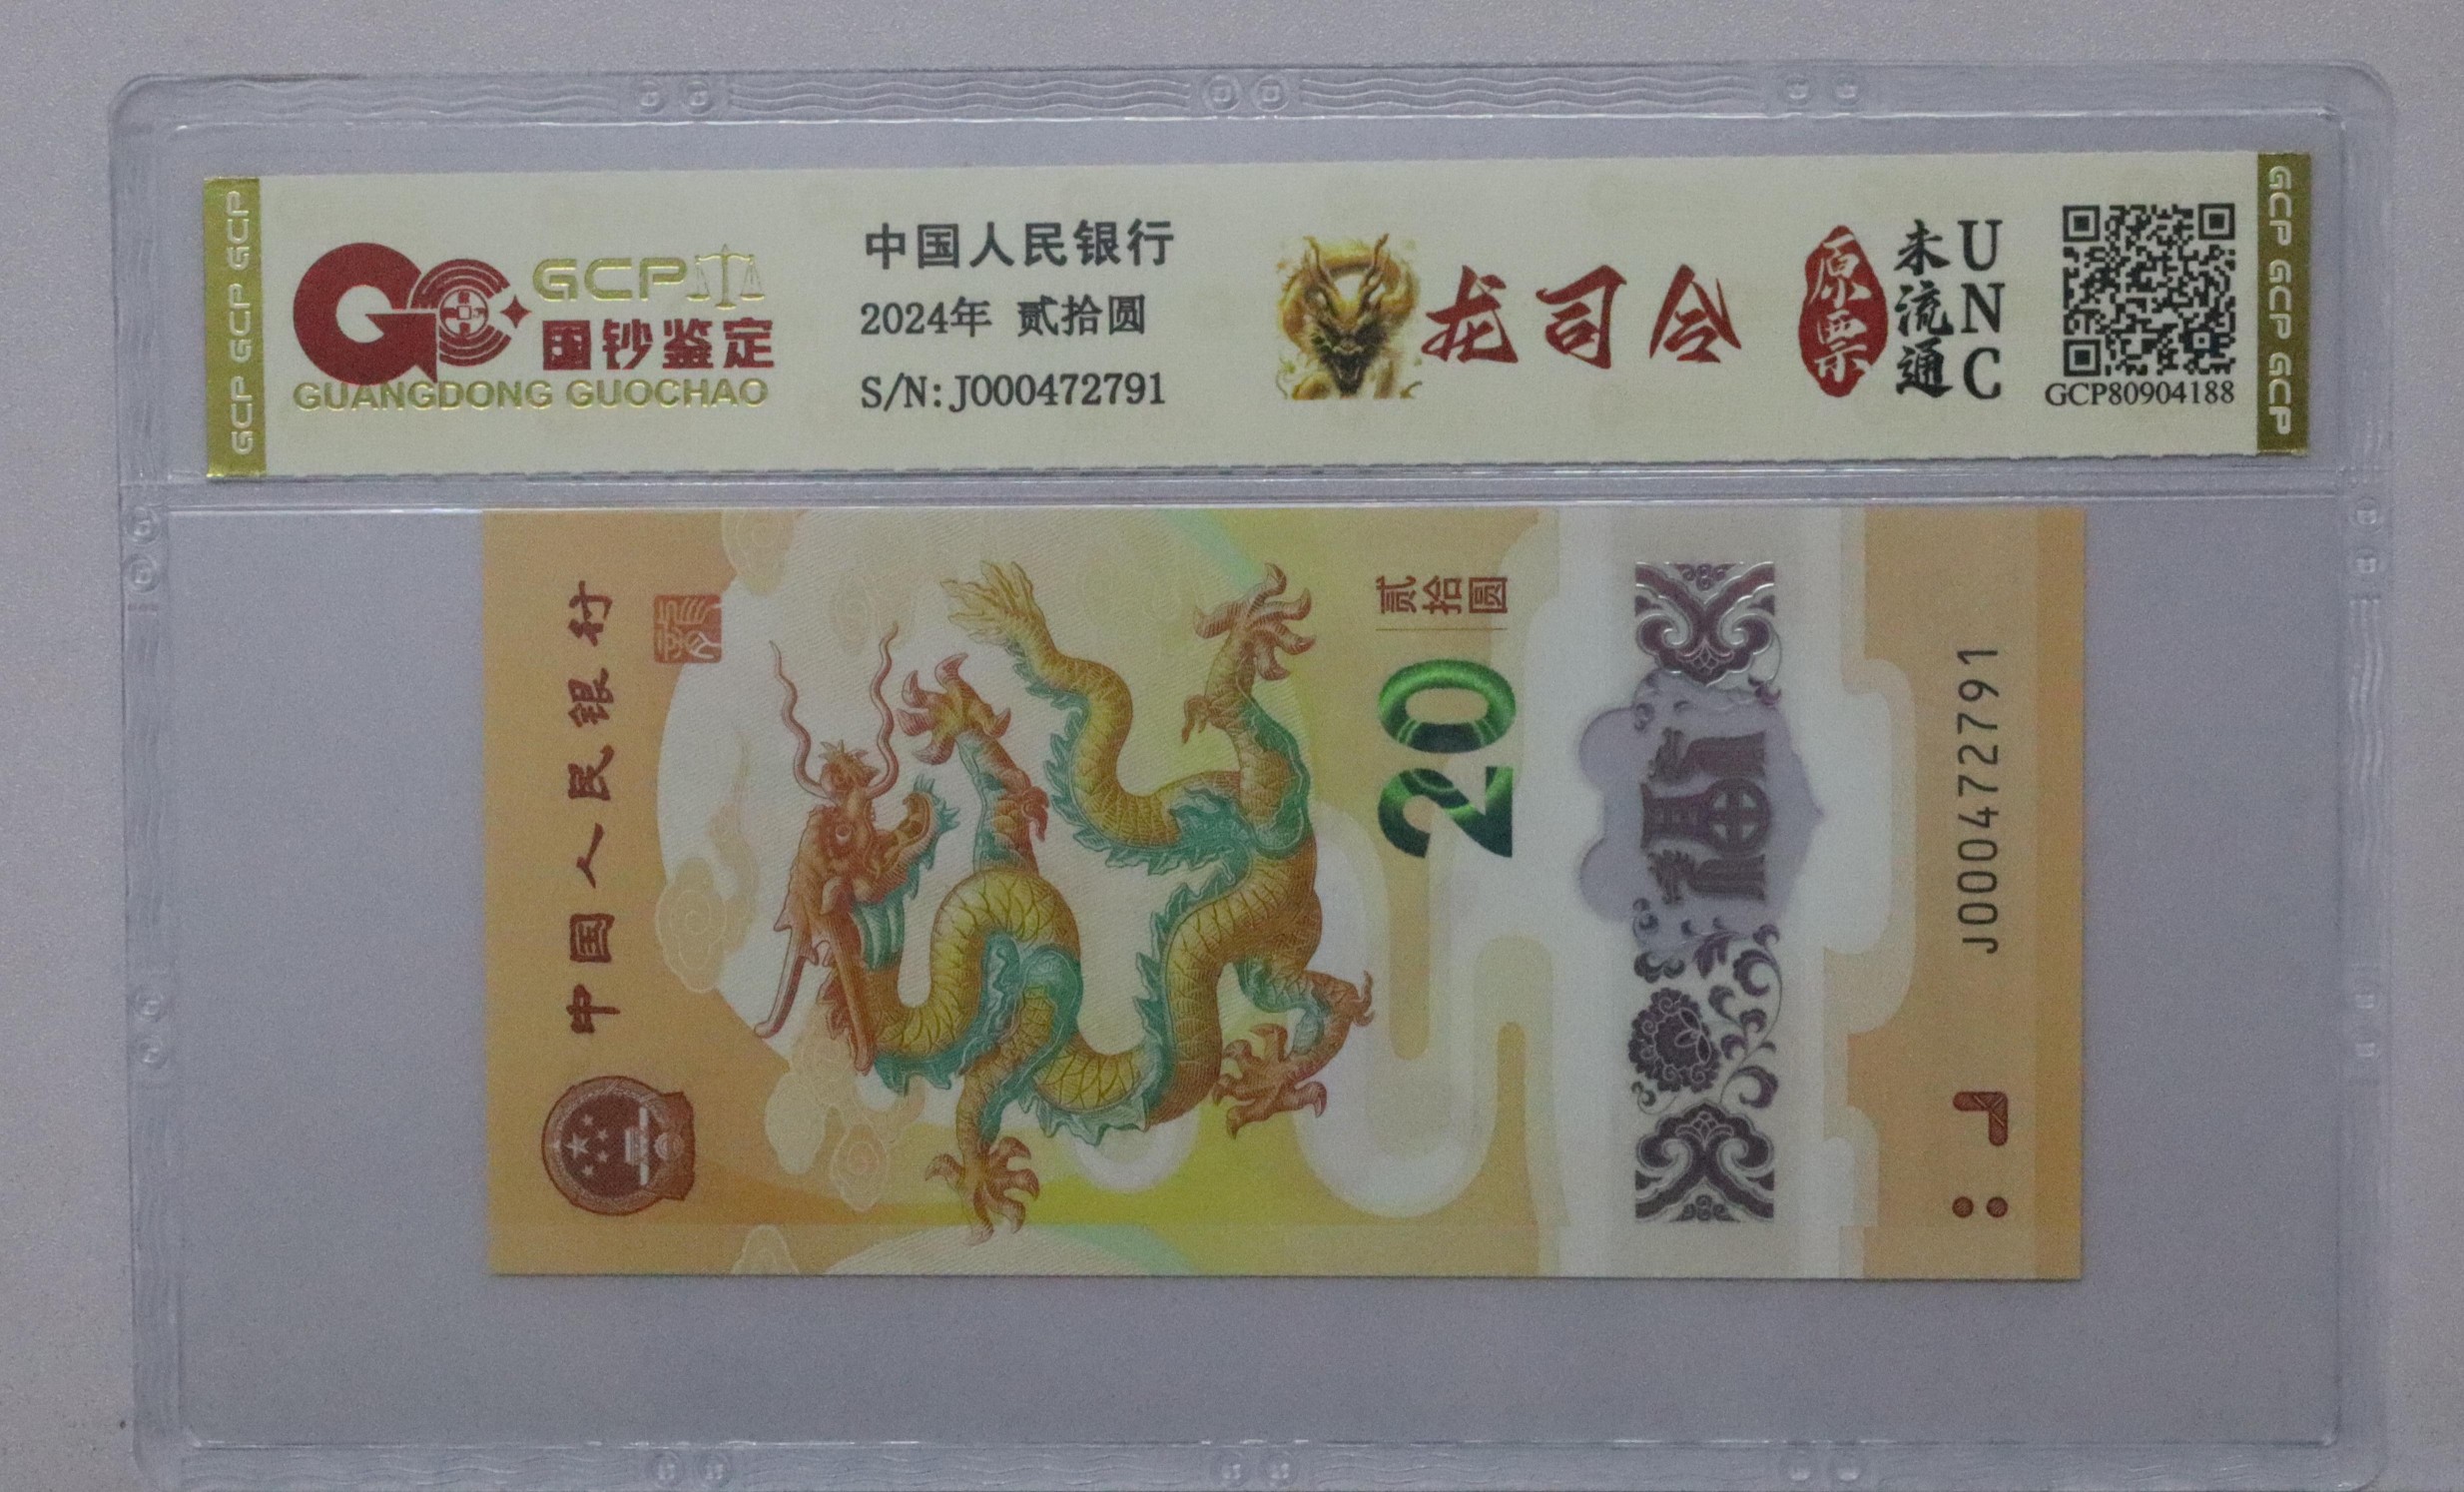 GCP GCP GCP
GCP
国钞鉴定
GUANGDONG GUOCHAO
中国人民银行
2024年 贰拾圆
S/N:J000472791
龙司令
原票
未流通
UNC
GCP80904188
GCP GCP GCP
中国人民银行
龍
贰拾圆
20
福
J000472791